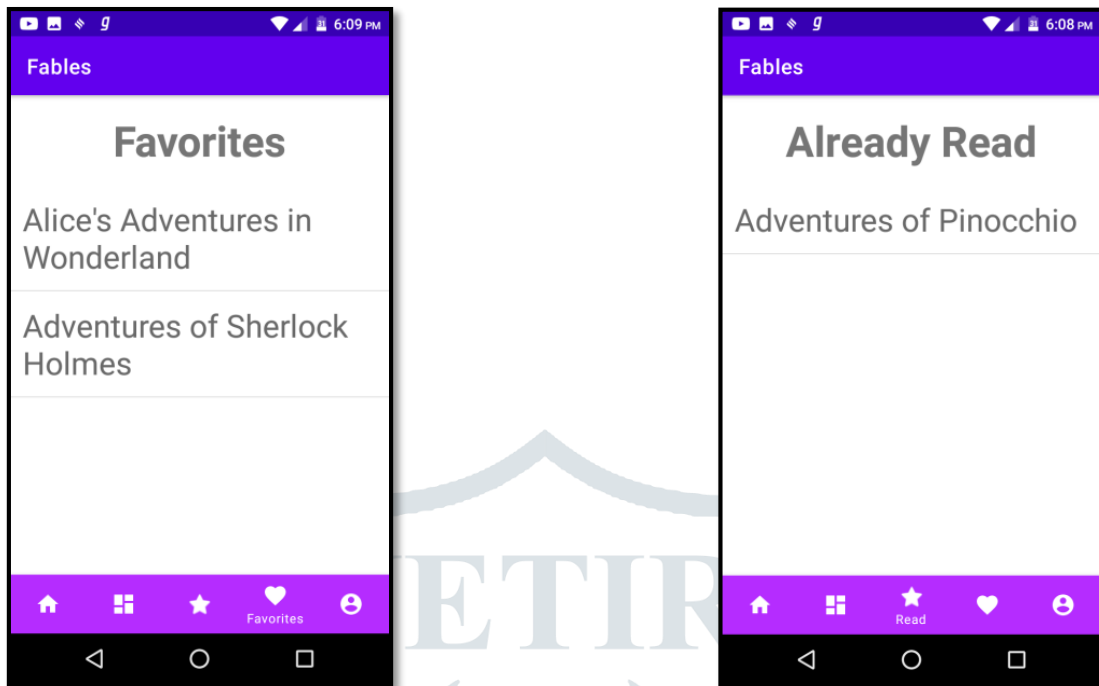 6:09 PM
Fables
Favorites
Alice's Adventures in
Wonderland
Adventures of Sherlock
Holmes
Favorites
6:08 PM
Fables
Already Read
Adventures of Pinocchio
Read
ETIR